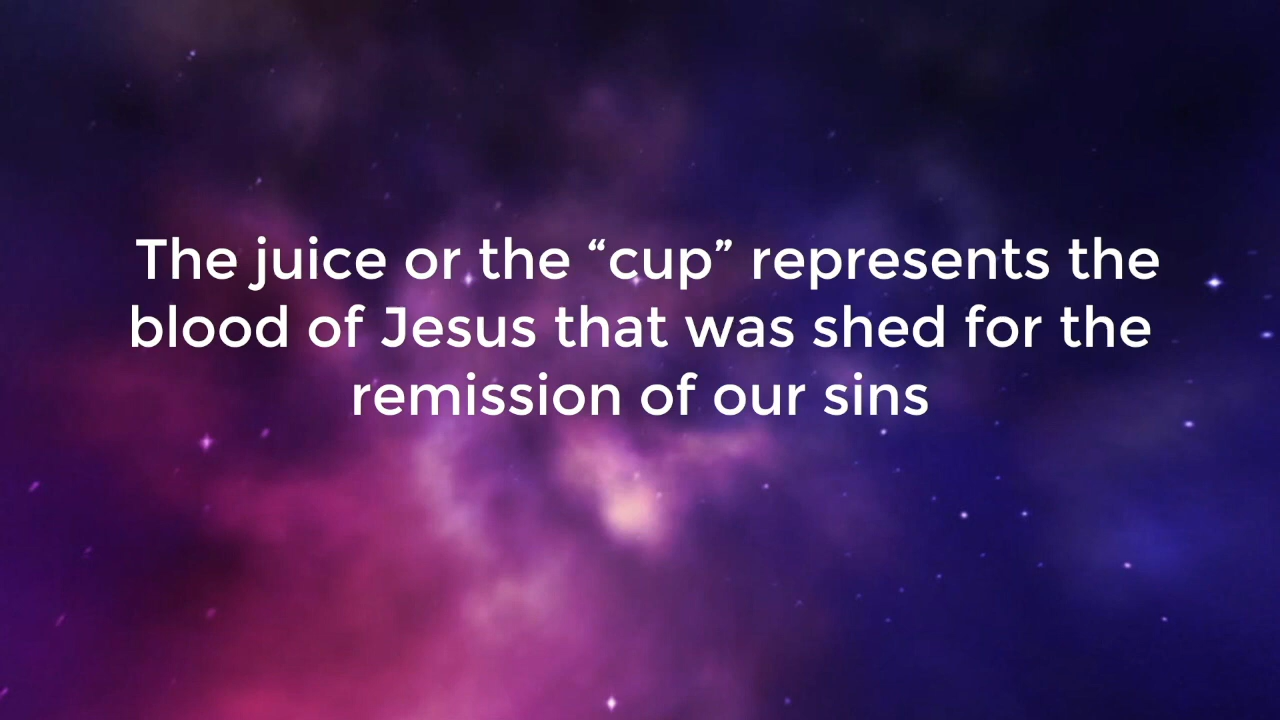 The juice or the “cup” represents the
blood of Jesus that was shed for the
remission of our sins